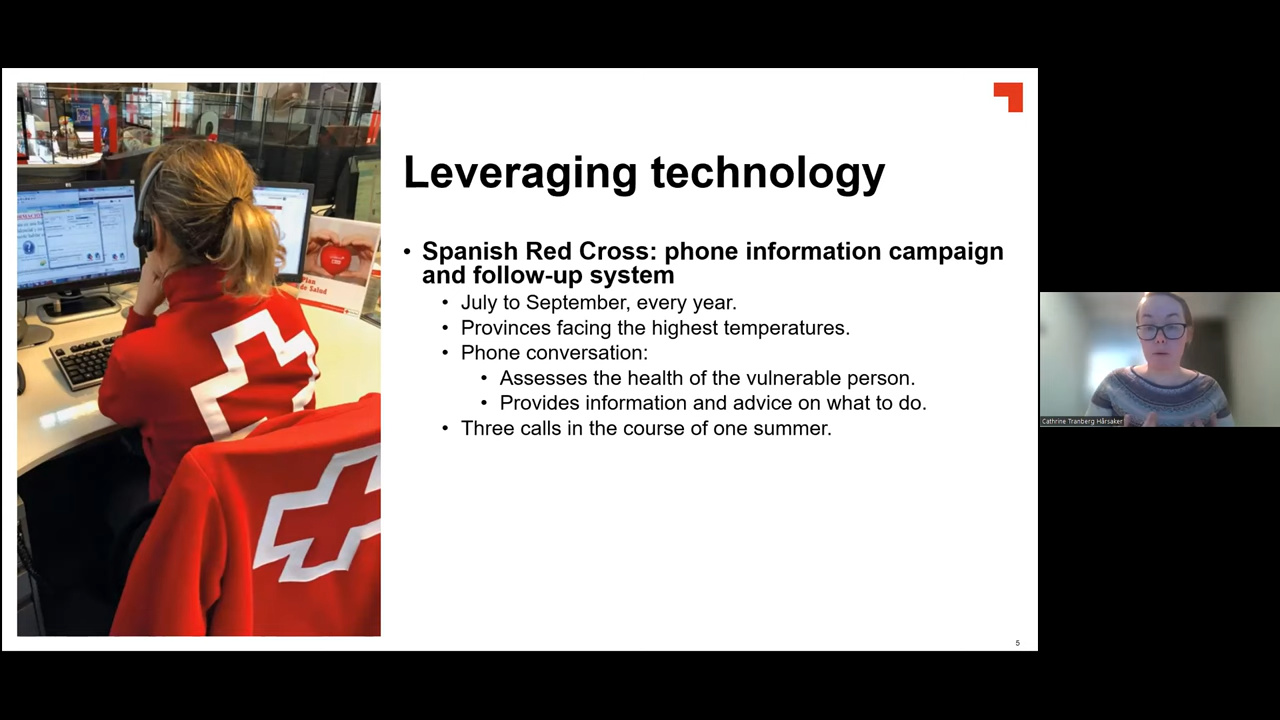 Leveraging technology
• Spanish Red Cross: phone information campaign
and follow-up system
• July to September, every year.
• Provinces facing the highest temperatures.
• Phone conversation:
• Assesses the health of the vulnerable person.
• Provides information and advice on what to do.
• Three calls in the course of one summer.
5
Cathrine Tranberg Hårsaker
de Salud